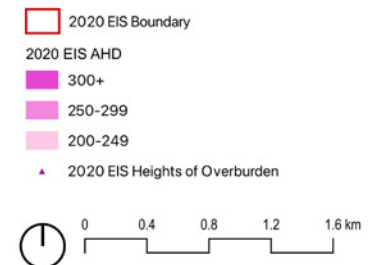 2020 EIS Boundary
2020 EIS AHD
300+
250-299
200-249
2020 EIS Heights of Overburden
0 0.4 0.8 1.2 1.6 km